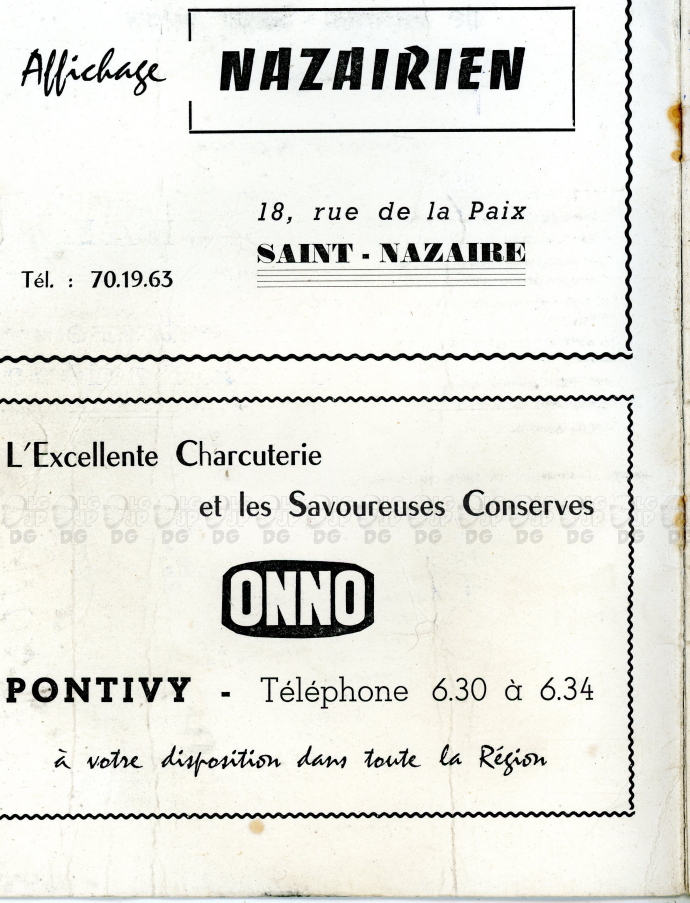 Affichage NAZAIRIEN
18, rue de la Paix
SAINT - NAZAIRE
Tél. : 70.19.63
L'Excellente Charcuterie
et les Savoureuses Conserves
ONNO
PONTIVY - Téléphone 6.30 à 6.34
à votre disposition dans toute la Région